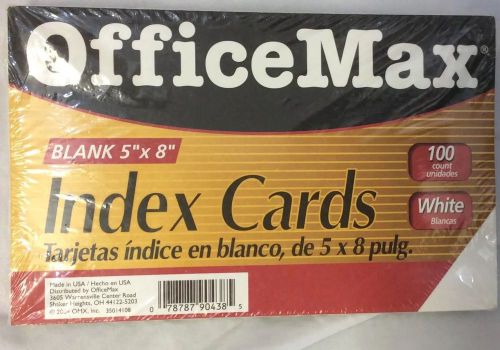 OfficeMax®
BLANK 5" x 8"
100
count
unidades
Index Cards
White
Blancas
Tarjetas índice en blanco, de 5 x 8 pulg.
Made in USA / Hecho en USA
Distributed by OfficeMax
3605 Warrensville Center Road
Shaker Heights, OH 44122-5203
© 2004 OMX, Inc. 35014108
0 78787 90438 5